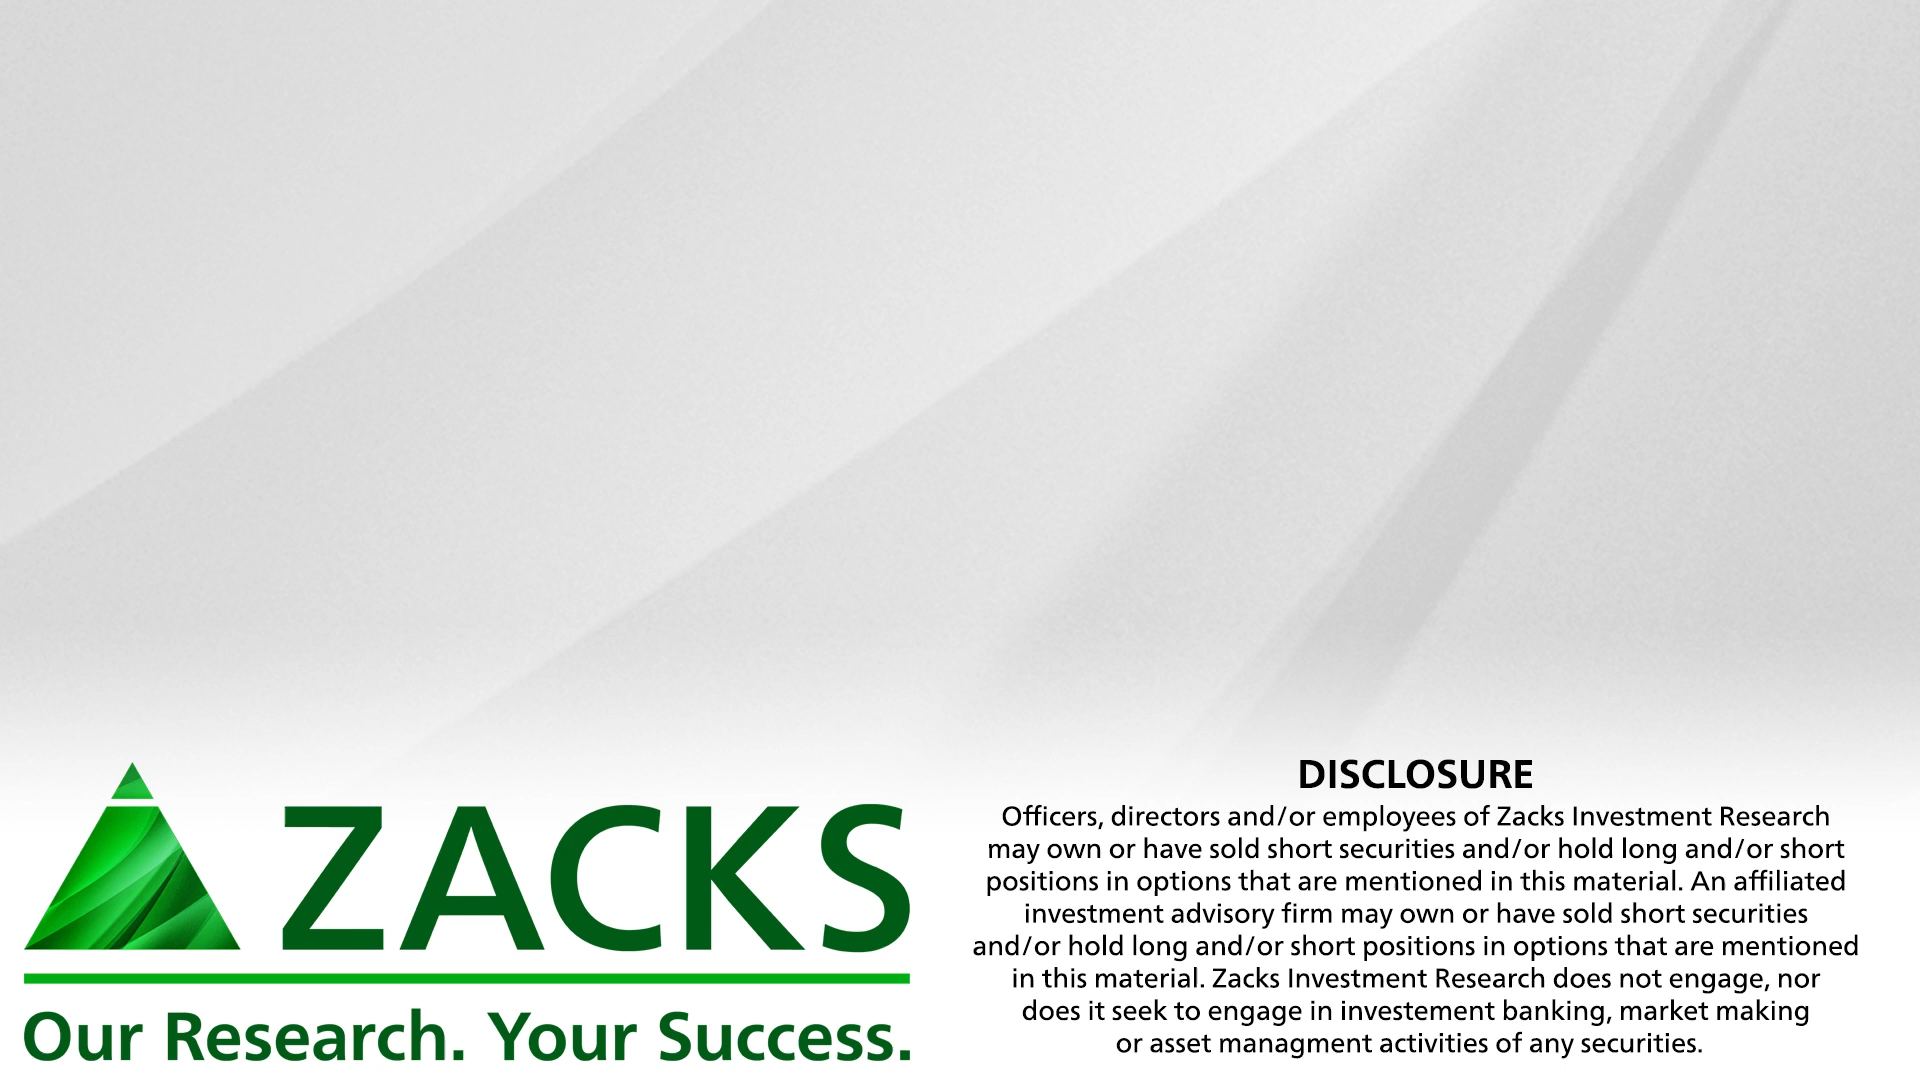 ZACKS
Our Research. Your Success.
DISCLOSURE
Officers, directors and/or employees of Zacks Investment Research
may own or have sold short securities and/or hold long and/or short
positions in options that are mentioned in this material. An affiliated
investment advisory firm may own or have sold short securities
and/or hold long and/or short positions in options that are mentioned
in this material. Zacks Investment Research does not engage, nor
does it seek to engage in investement banking, market making
or asset managment activities of any securities.